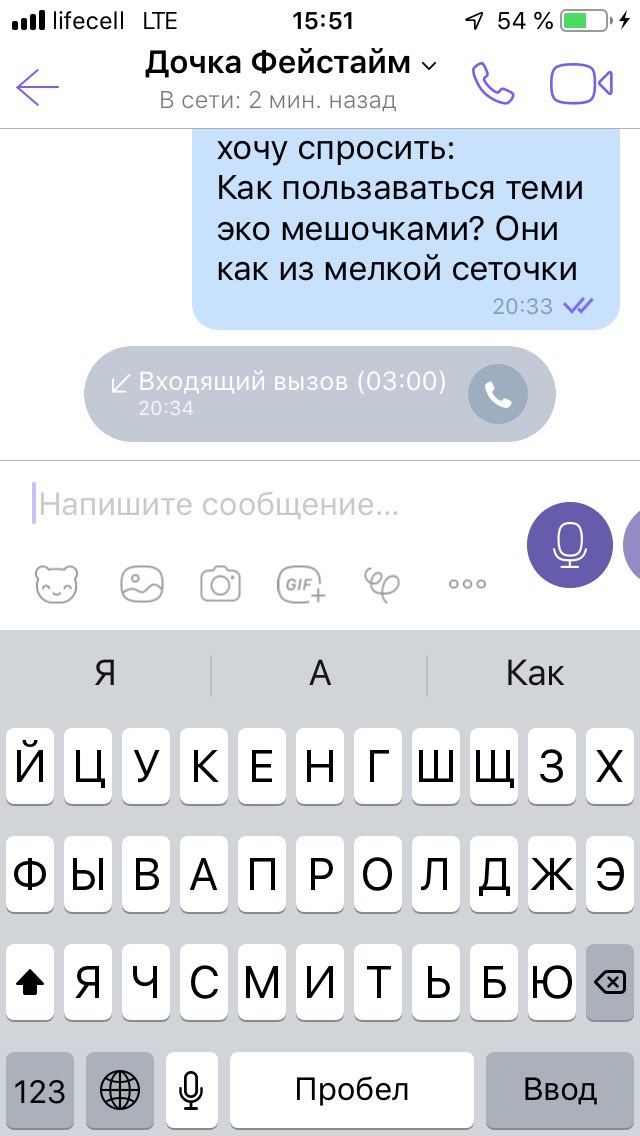 lifecell LTE 15:51 54 %
Дочка Фейстайм
В сети: 2 мин. назад
хочу спросить:
Как пользаваться теми
эко мешочками? Они
как из мелкой сеточки
20:33
Входящий вызов (03:00)
20:34
Напишите сообщение...
GIF+
Я А Как
Й Ц У К Е Н Г Ш Щ З Х
Ф Ы В А П Р О Л Д Ж Э
Я Ч С М И Т Ь Б Ю
123 Пробел Ввод